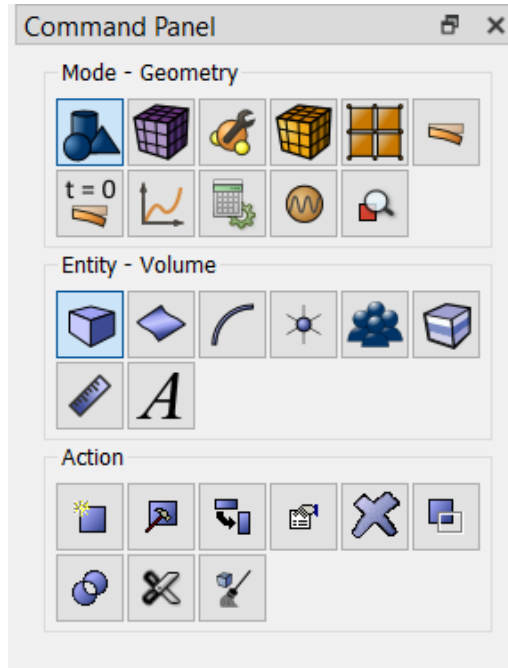 Command Panel
Mode - Geometry
t = 0
Entity - Volume
A
Action